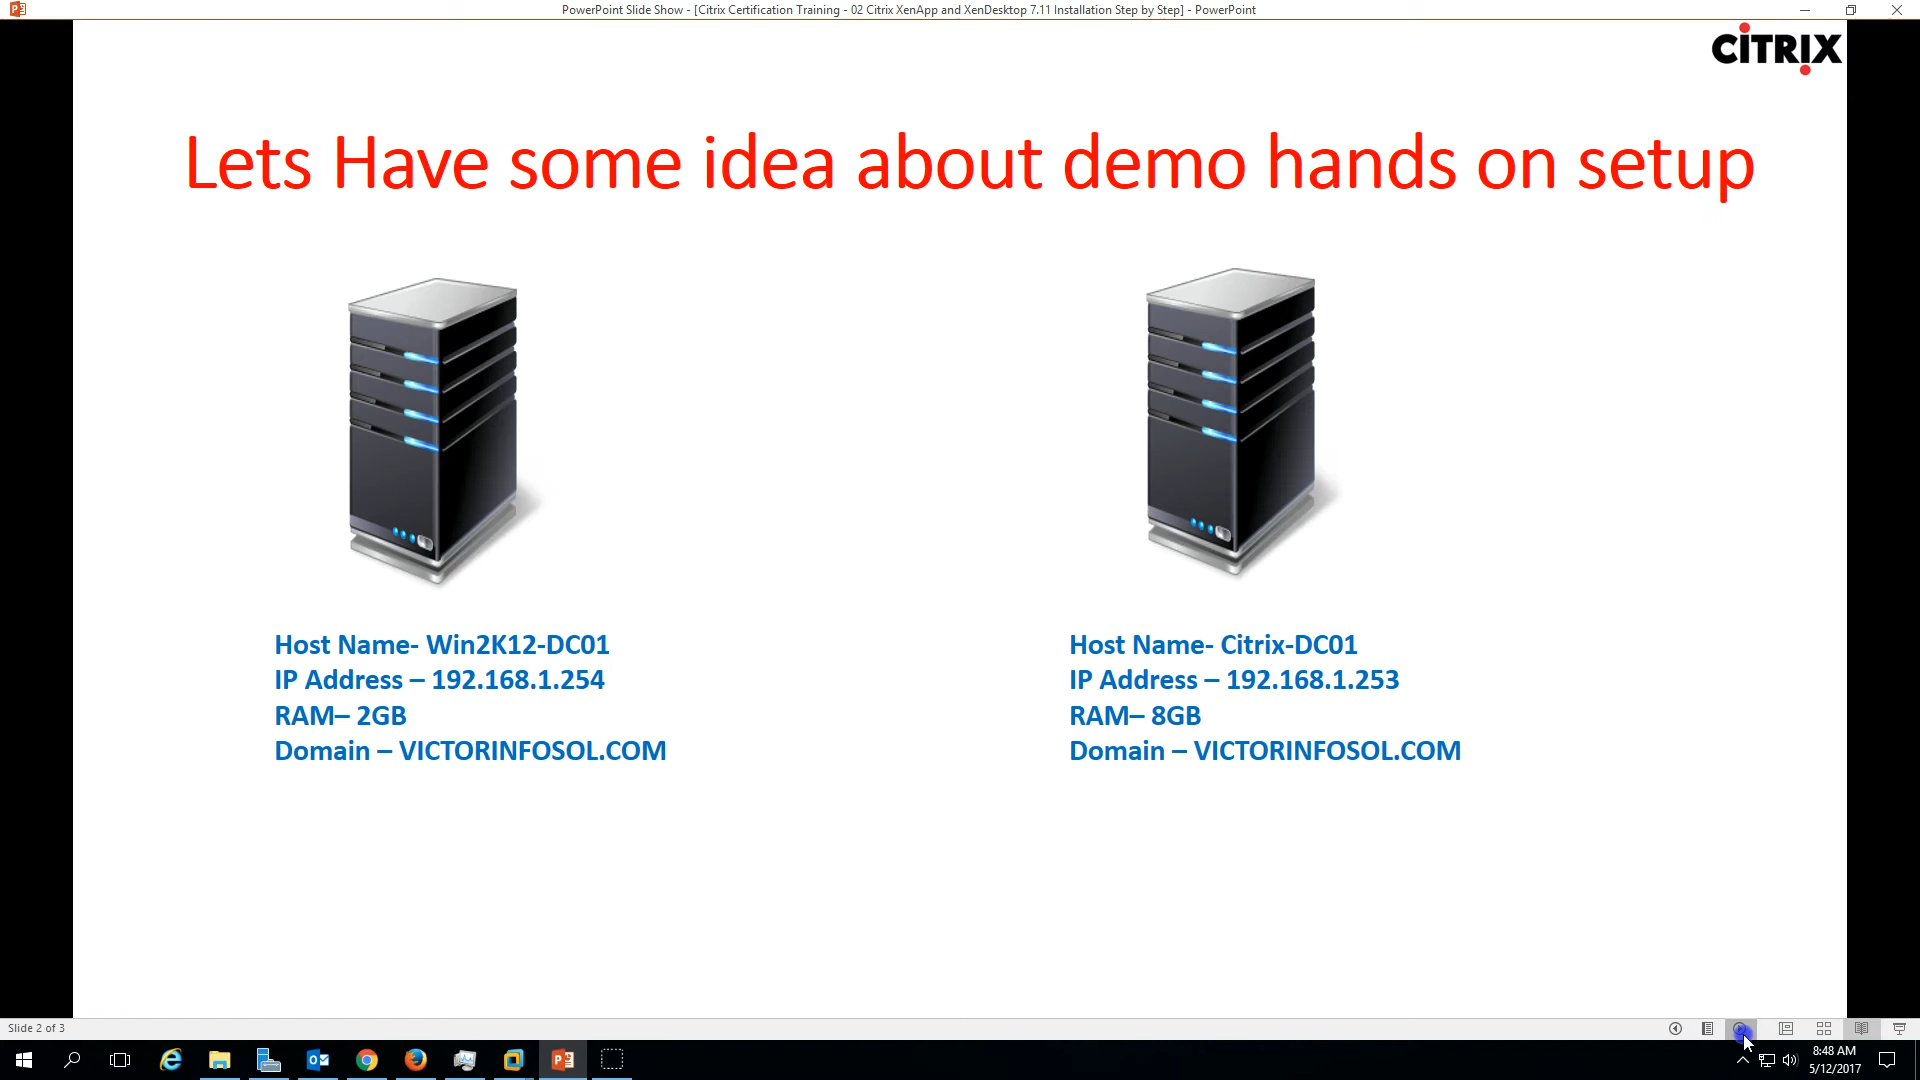 PowerPoint Slide Show - [Citrix Certification Training - 02 Citrix XenApp and XenDesktop 7.11 Installation Step by Step] - PowerPoint
CİTRIX
Lets Have some idea about demo hands on setup
Host Name- Win2K12-DC01
IP Address – 192.168.1.254
RAM– 2GB
Domain – VICTORINFOSOL.COM
Host Name- Citrix-DC01
IP Address – 192.168.1.253
RAM– 8GB
Domain – VICTORINFOSOL.COM
Slide 2 of 3
8:48 AM
5/12/2017